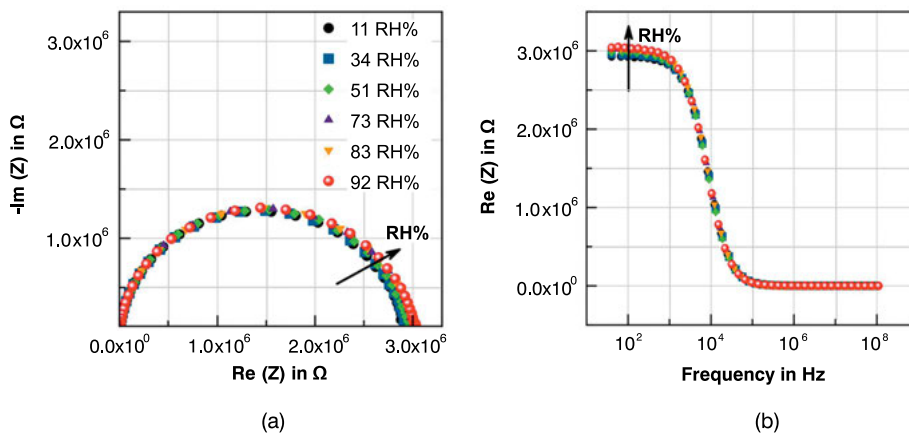 3.0x10⁶
2.0x10⁶
1.0x10⁶
-Im (Z) in Ω
11 RH%
34 RH%
51 RH%
73 RH%
83 RH%
92 RH%
RH%
0.0x10⁰
1.0x10⁶
2.0x10⁶
3.0x10⁶
Re (Z) in Ω
(a)
3.0x10⁶
2.0x10⁶
1.0x10⁶
0.0x10⁰
Re (Z) in Ω
RH%
10² 10⁴ 10⁶ 10⁸
Frequency in Hz
(b)